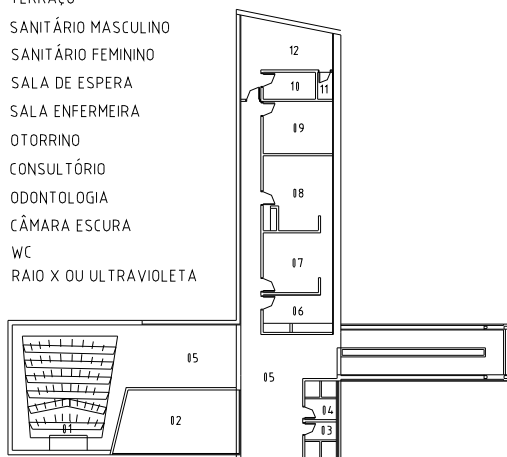 TERRAÇO
SANITÁRIO MASCULINO
SANITÁRIO FEMININO
SALA DE ESPERA
SALA ENFERMEIRA
OTORRINO
CONSULTÓRIO
ODONTOLOGIA
CÂMARA ESCURA
WC
RAIO X OU ULTRAVIOLETA
12
10
11
09
08
07
06
05
05
04
02
01
03